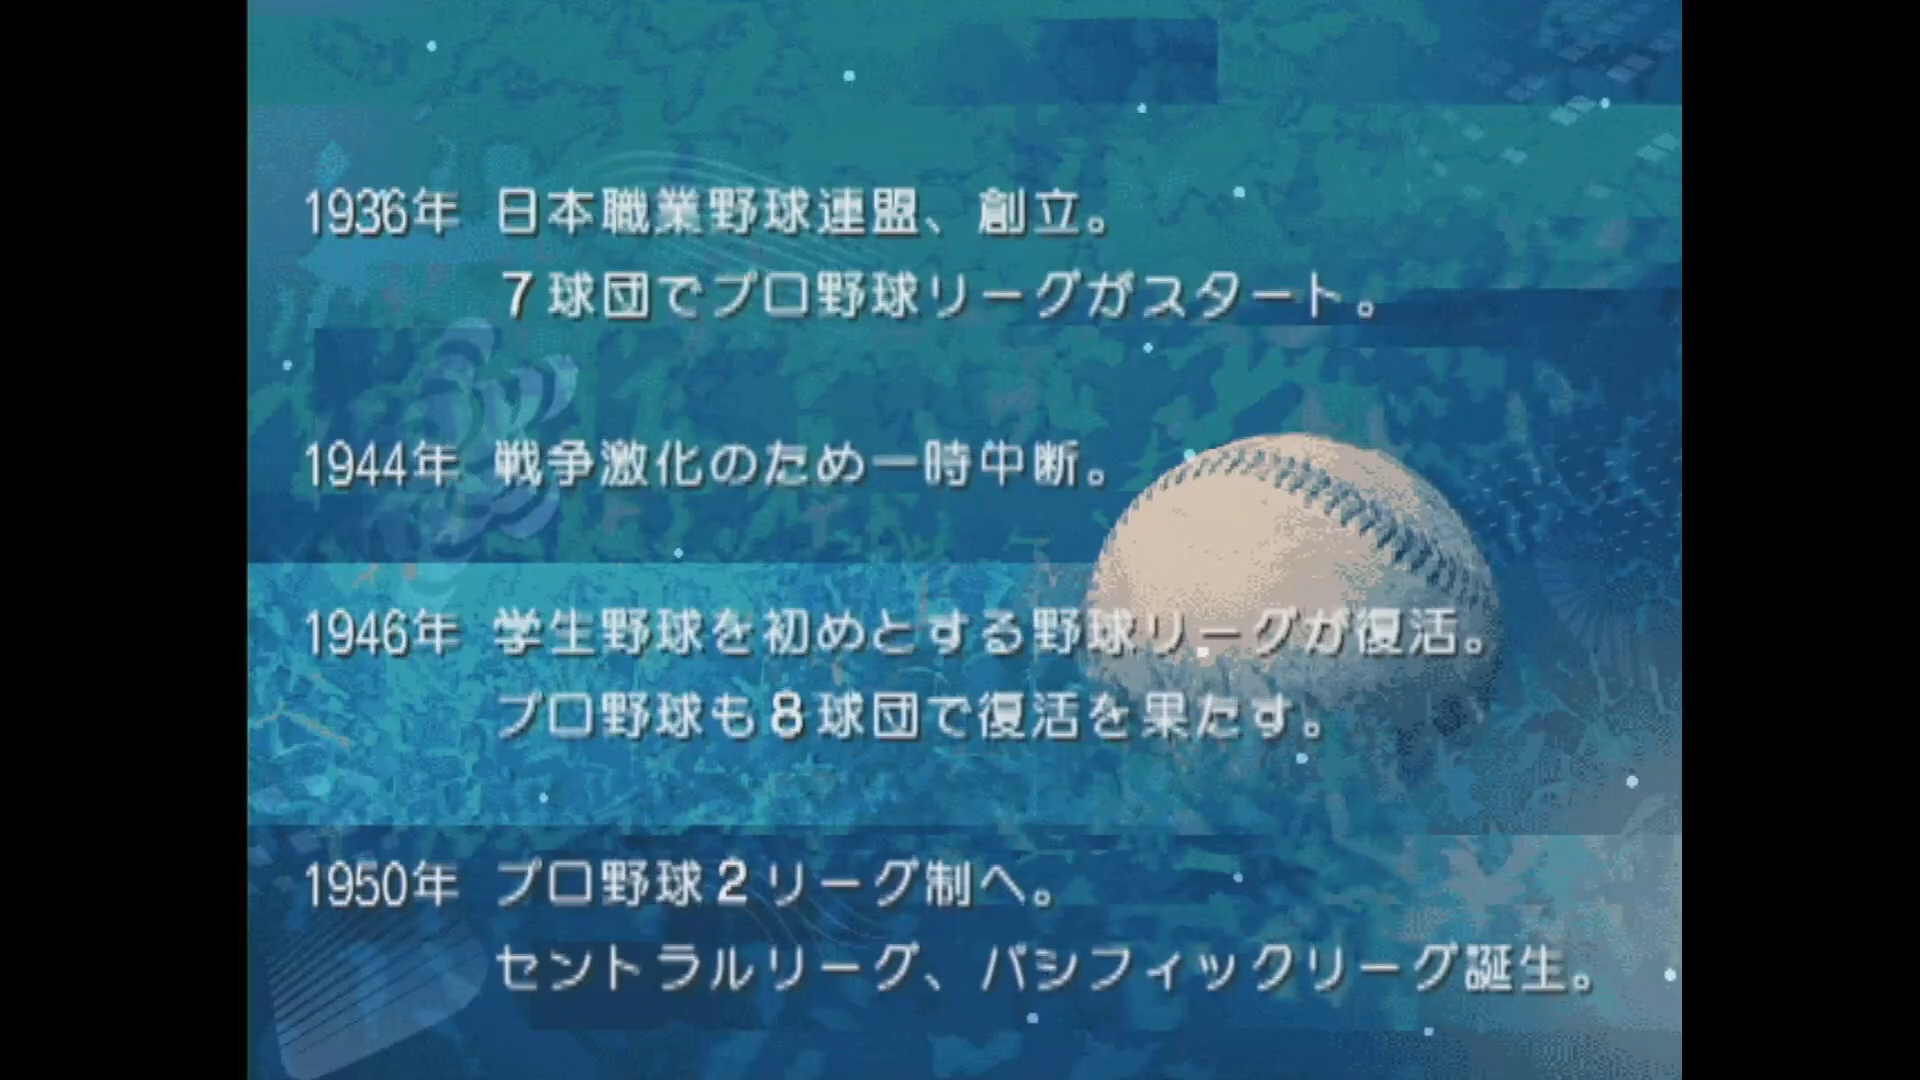 1936年 日本職業野球連盟、創立。
7球団でプロ野球リーグがスタート。
1944年 戦争激化のため一時中断。
1946年 学生野球を初めとする野球リーグが復活。
プロ野球も8球団で復活を果たす。
1950年 プロ野球2リーグ制へ。
セントラルリーグ、パシフィックリーグ誕生。